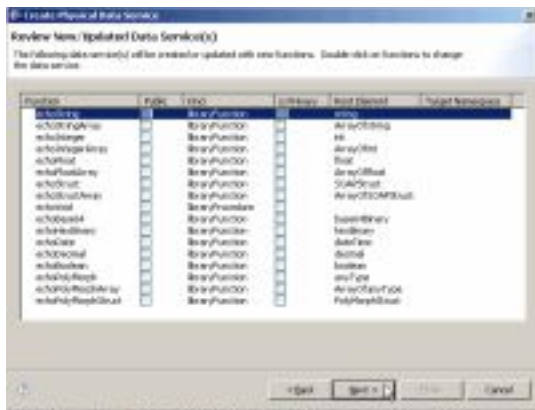 Create Physical Data Service
Review New/Updated Data Service(s)
The following data service(s) will be created or updated with new functions. Double click on functions to change
the data service.
Function Public Kind isPrimary Root Element Target Namespace
echoString libraryFunction string
echoStringArray libraryFunction ArrayOfstring
echoInteger libraryFunction int
echoIntegerArray libraryFunction ArrayOfint
echoFloat libraryFunction float
echoFloatArray libraryFunction ArrayOffloat
echoStruct libraryFunction SOAPStruct
echoStructArray libraryFunction ArrayOfSOAPStruct
echoVoid libraryProcedure
echoBase64 libraryFunction base64Binary
echoHexBinary libraryFunction hexBinary
echoDate libraryFunction dateTime
echoDecimal libraryFunction decimal
echoBoolean libraryFunction boolean
echoPolyMorph libraryFunction anyType
echoPolyMorphArray libraryFunction ArrayOfanyType
echoPolyMorphStruct libraryFunction PolyMorphStruct
< Back Next > Cancel